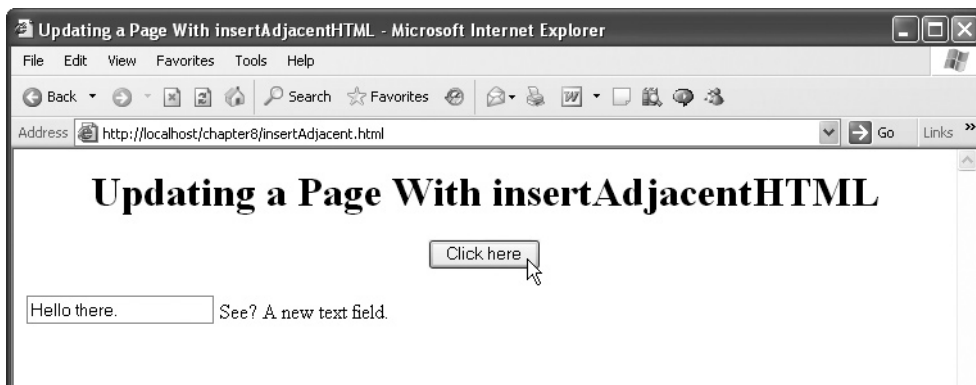 Updating a Page With insertAdjacentHTML - Microsoft Internet Explorer
File Edit View Favorites Tools Help
Back Search Favorites
Address http://localhost/chapter8/insertAdjacent.html Go Links »
Updating a Page With insertAdjacentHTML
Click here
Hello there. See? A new text field.